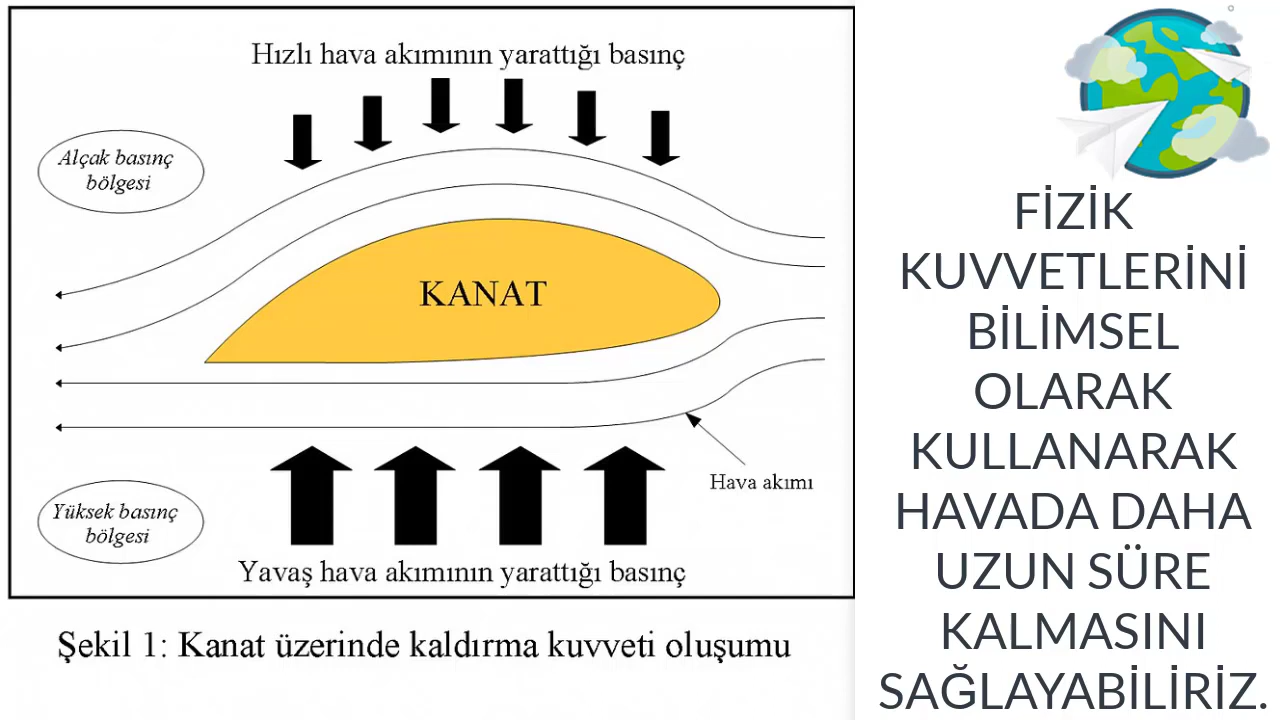 Hızlı hava akımının yarattığı basınç
Alçak basınç
bölgesi
KANAT
Hava akımı
Yüksek basınç
bölgesi
Yavaş hava akımının yarattığı basınç
Şekil 1: Kanat üzerinde kaldırma kuvveti oluşumu
FİZİK
KUVVETLERİNİ
BİLİMSEL
OLARAK
KULLANARAK
HAVADA DAHA
UZUN SÜRE
KALMASINI
SAĞLAYABİLİRİZ.